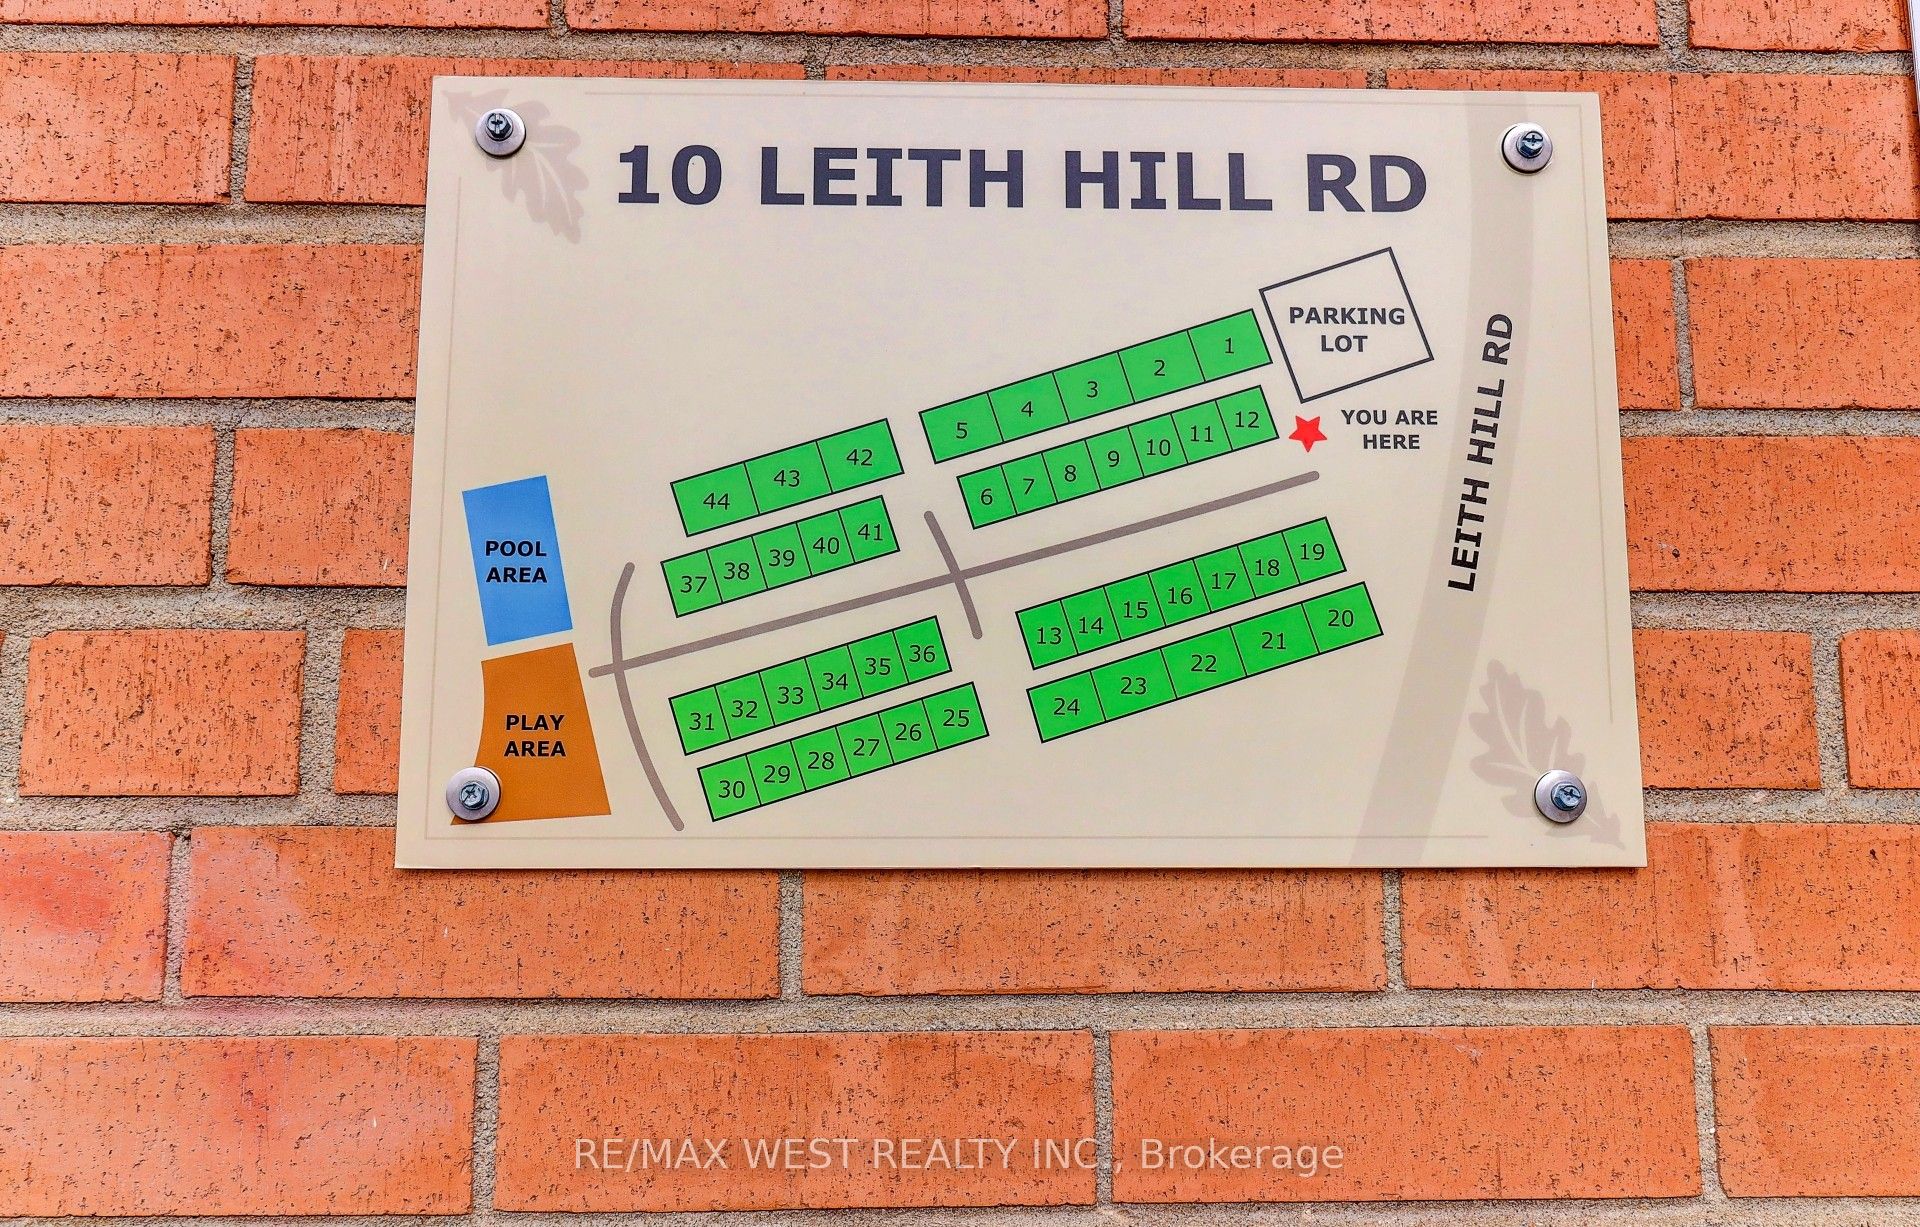 10 LEITH HILL RD
PARKING
LOT
1
2
3
4
5
YOU ARE
HERE
6 7 8 9 10 11 12
LEITH HILL RD
44 43 42
37 38 39 40 41
POOL
AREA
13 14 15 16 17 18 19
24 23 22 21 20
31 32 33 34 35 36
30 29 28 27 26 25
PLAY
AREA
RE/MAX WEST REALTY INC., Brokerage